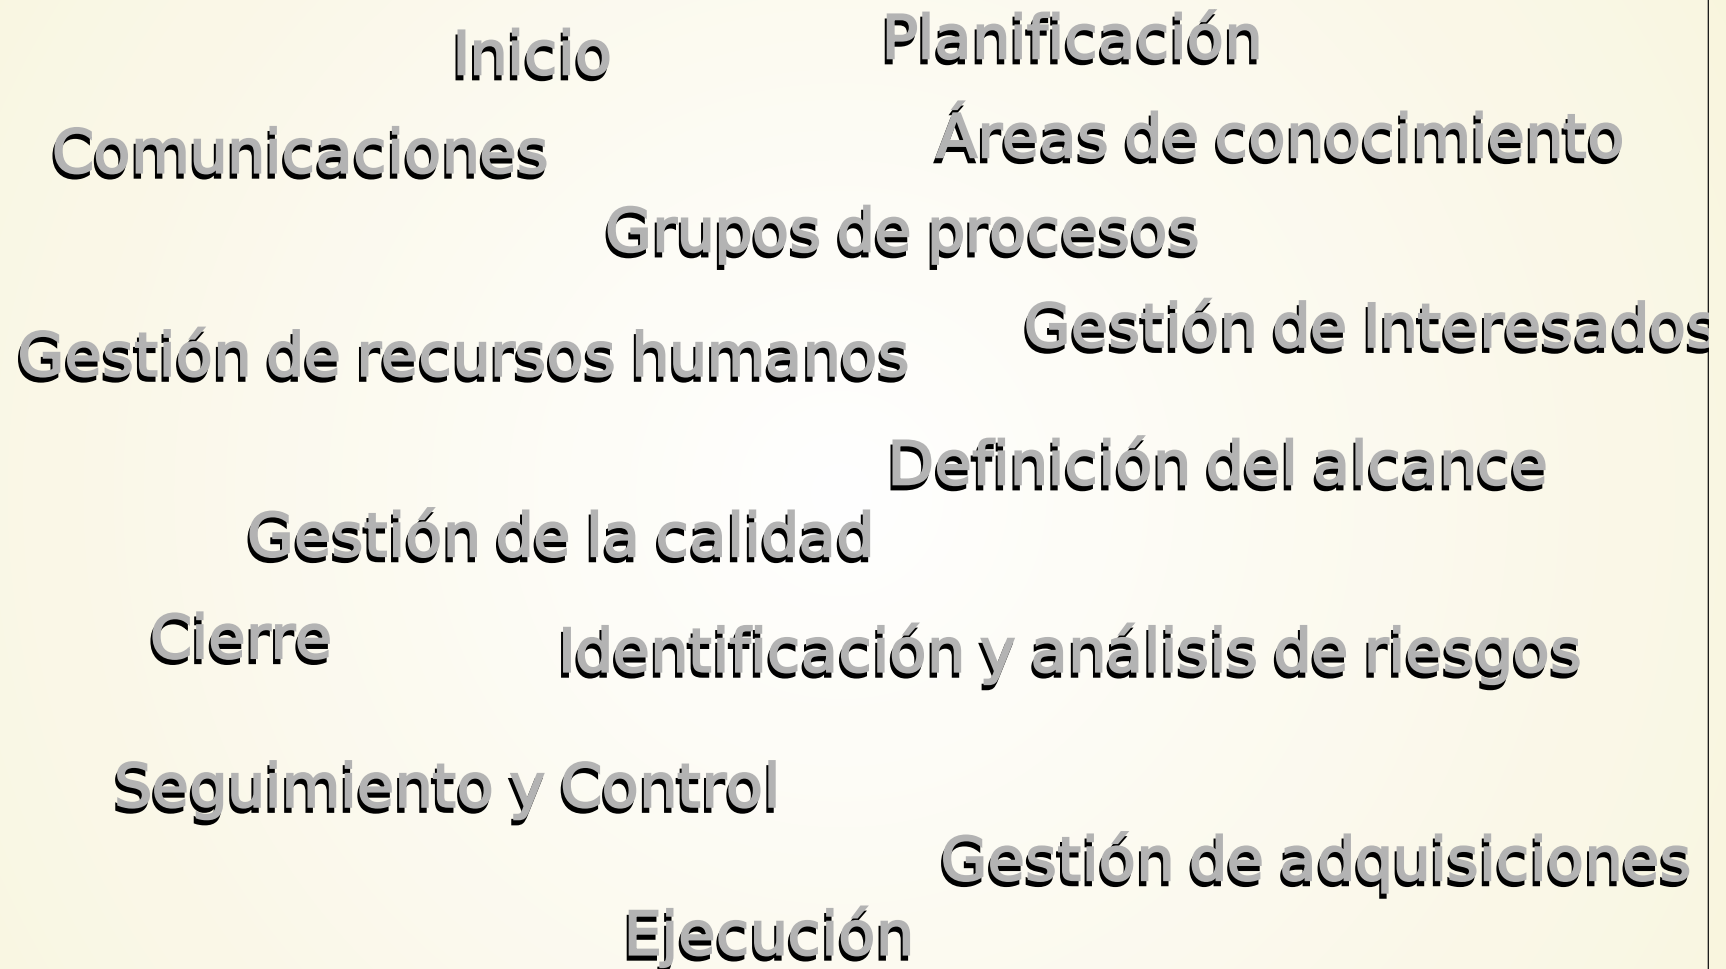 Inicio
Planificación
Comunicaciones
Áreas de conocimiento
Grupos de procesos
Gestión de recursos humanos
Gestión de Interesados
Definición del alcance
Gestión de la calidad
Cierre
Identificación y análisis de riesgos
Seguimiento y Control
Gestión de adquisiciones
Ejecución